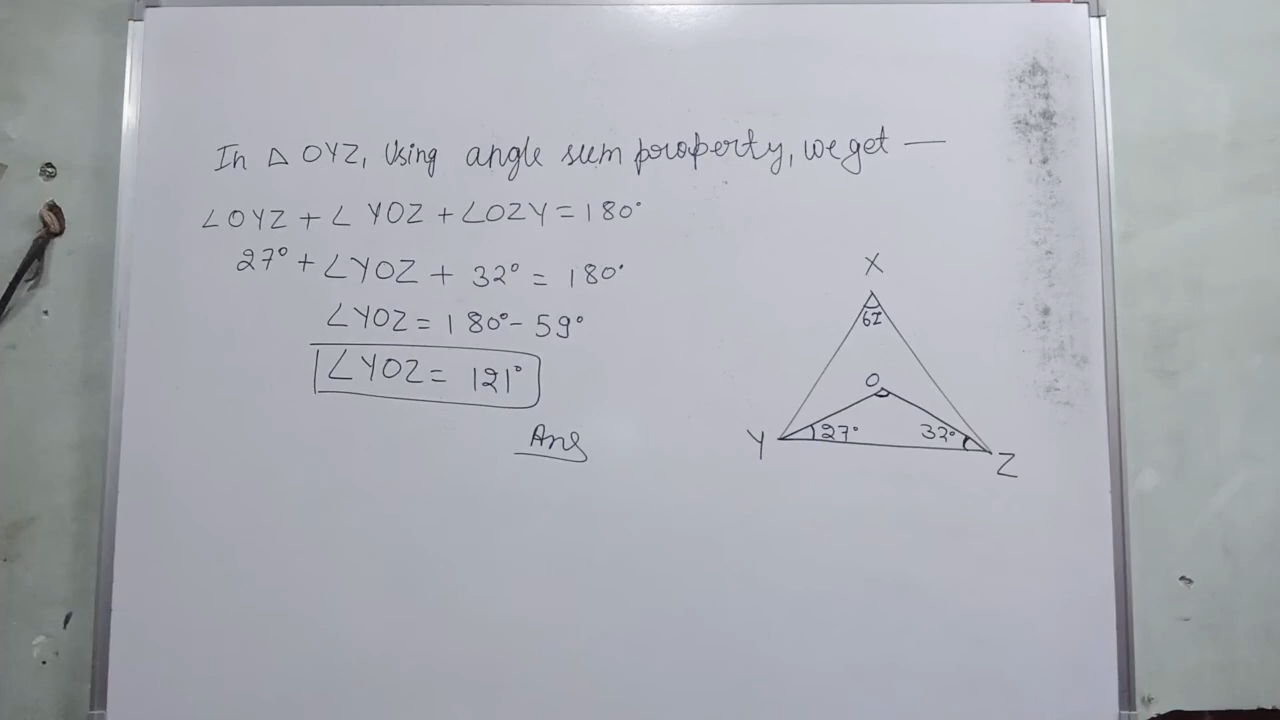 In △ OYZ, Using angle sum property, we get —
∠OYZ + ∠YOZ + ∠OZY = 180°
27° + ∠YOZ + 32° = 180°
∠YOZ = 180° - 59°
∠YOZ = 121°
Ans
X
62
O
Y 27° 32°
Z